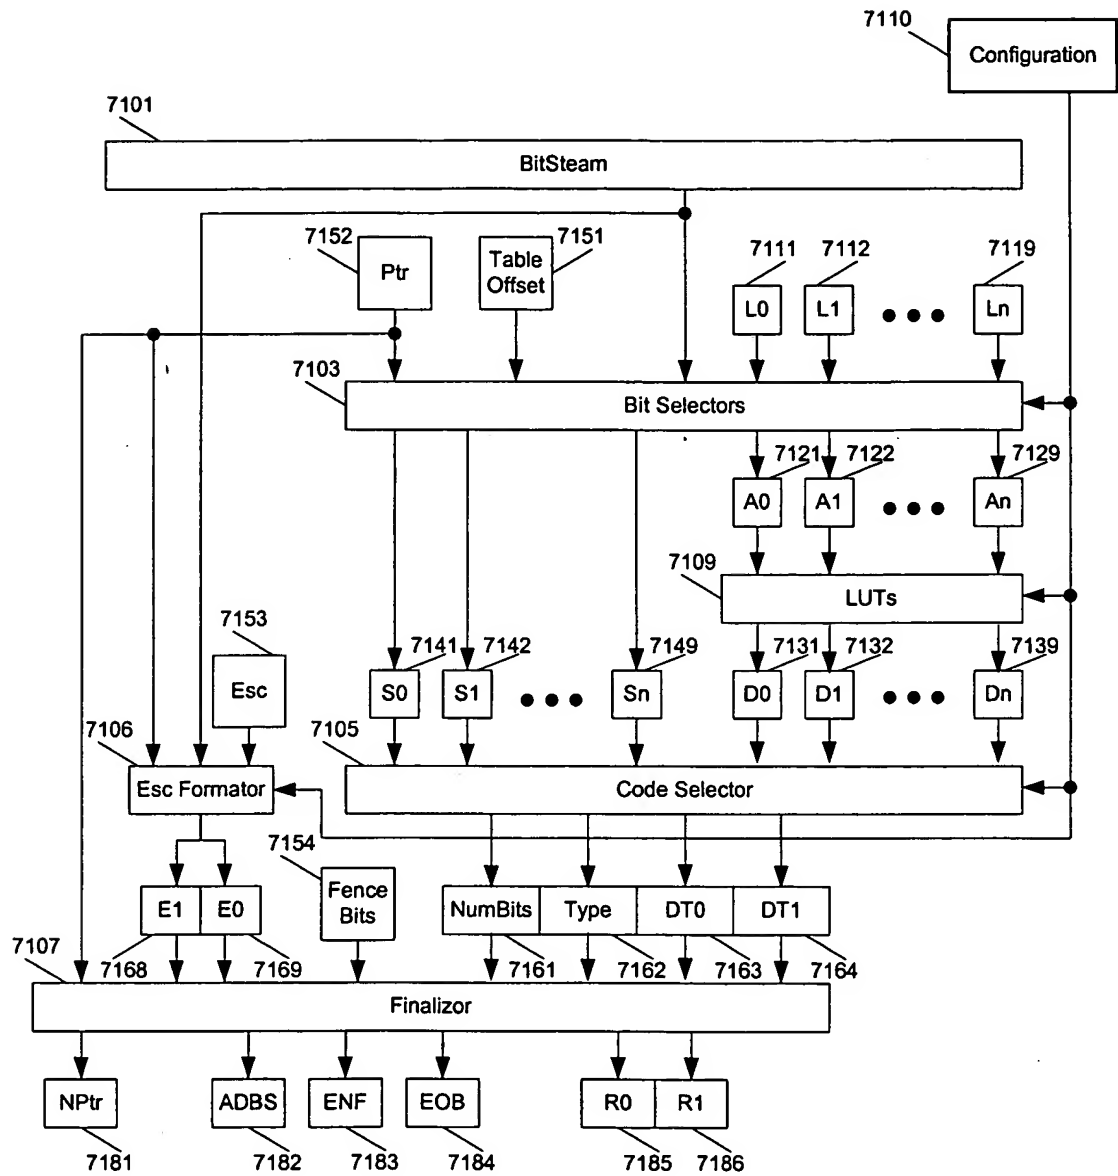 7110
Configuration
7101
BitSteam
7152
Ptr
7151
Table
Offset
7111
7112
7119
L0
L1
Ln
7103
Bit Selectors
7121
7122
7129
A0
A1
An
7109
LUTs
7153
Esc
7141
7142
7149
7131
7132
7139
S0
S1
Sn
D0
D1
Dn
7106
Esc Formator
7105
Code Selector
7154
Fence
Bits
E1
E0
NumBits
Type
DT0
DT1
7107
7168
7169
7161
7162
7163
7164
Finalizor
NPtr
ADBS
ENF
EOB
R0
R1
7181
7182
7183
7184
7185
7186